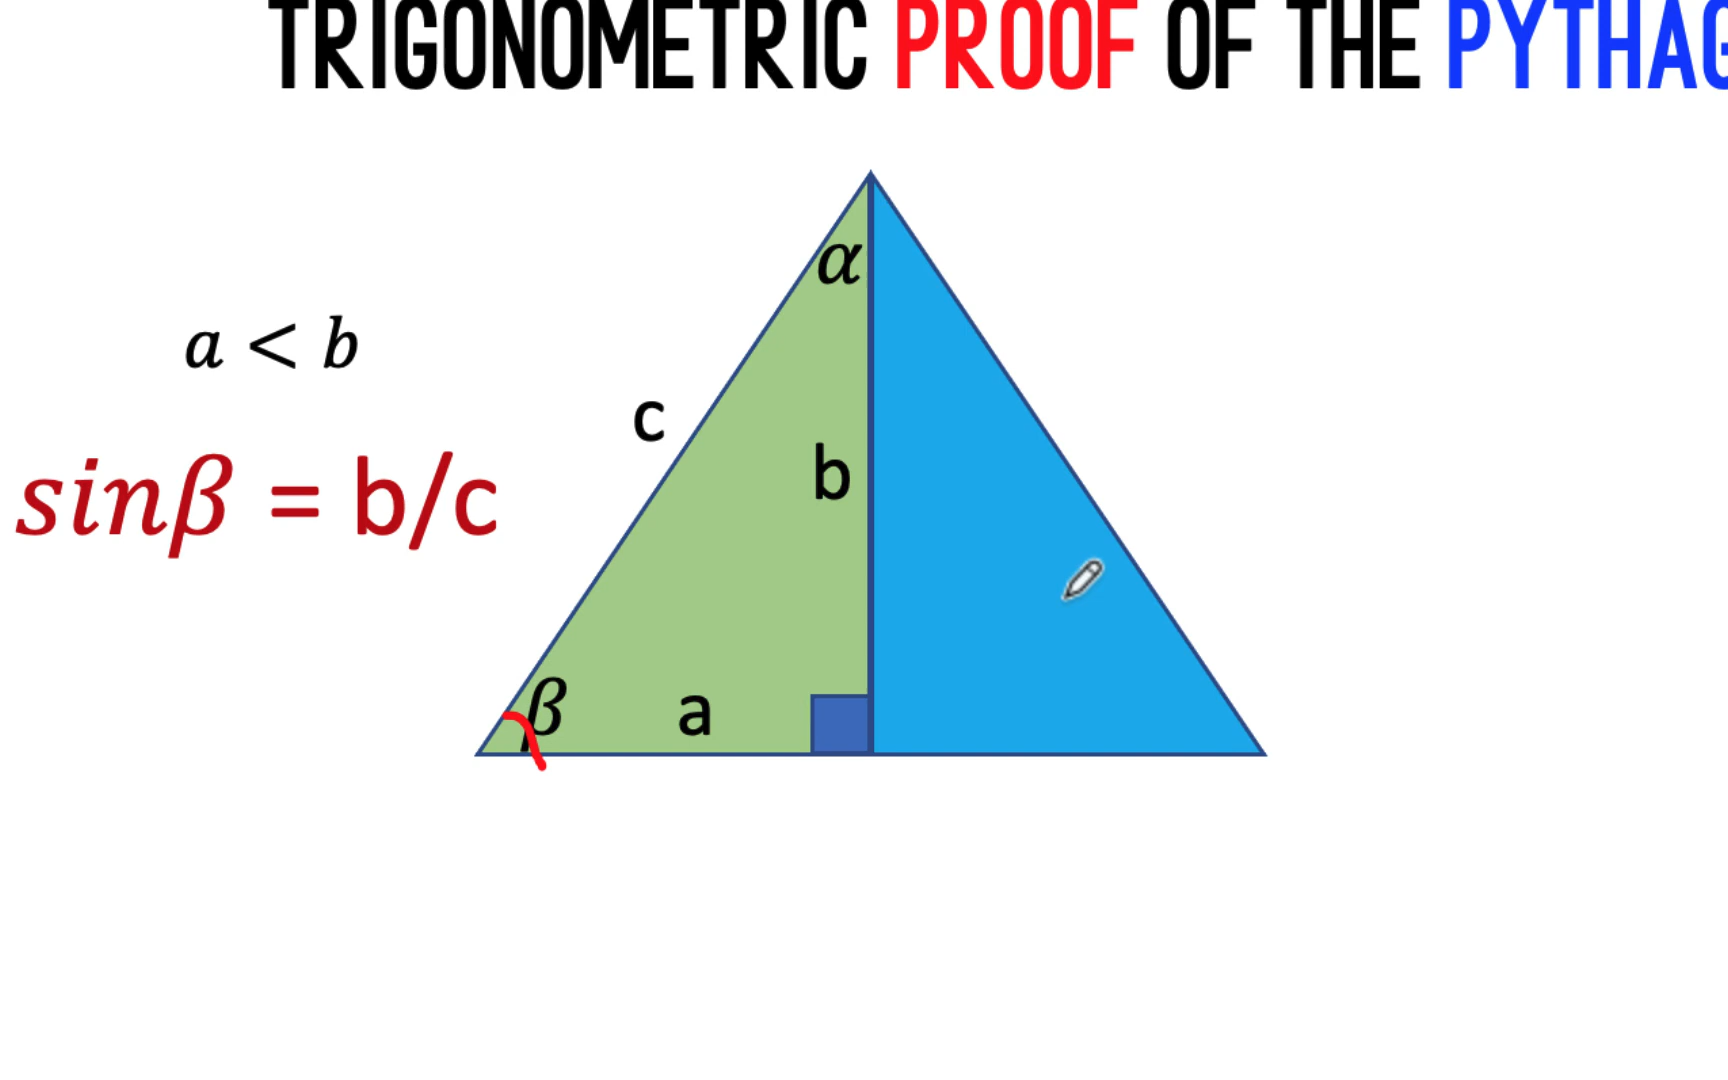 TRIGONOMETRIC PROOF OF THE PYTHAG
α
a < b
c
b
sinβ = b/c
β
a